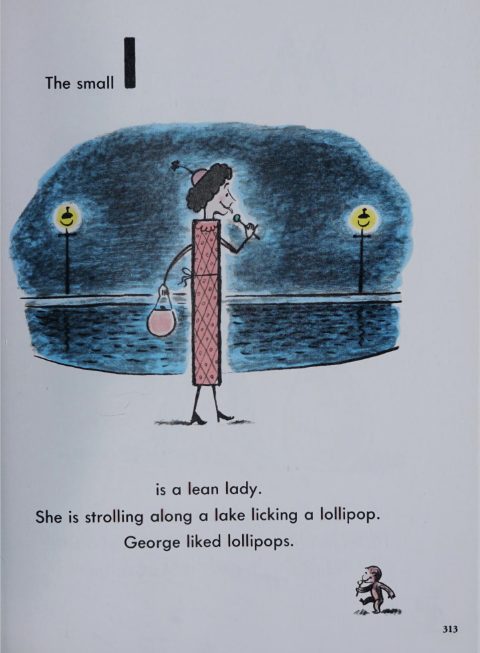 The small l
is a lean lady.
She is strolling along a lake licking a lollipop.
George liked lollipops.
313